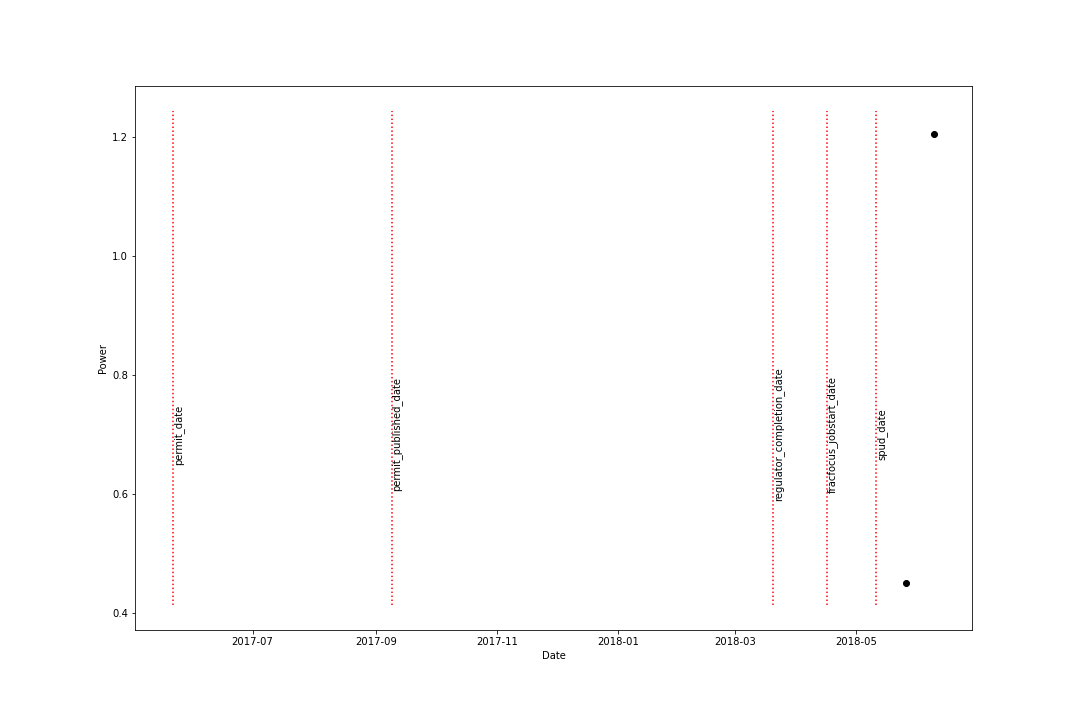 1.2
1.0
0.8
0.6
0.4
Power
permit_date
permit_published_date
regulator_completion_date
fracfocus_jobstart_date
spud_date
2017-07
2017-09
2017-11
2018-01
2018-03
2018-05
Date